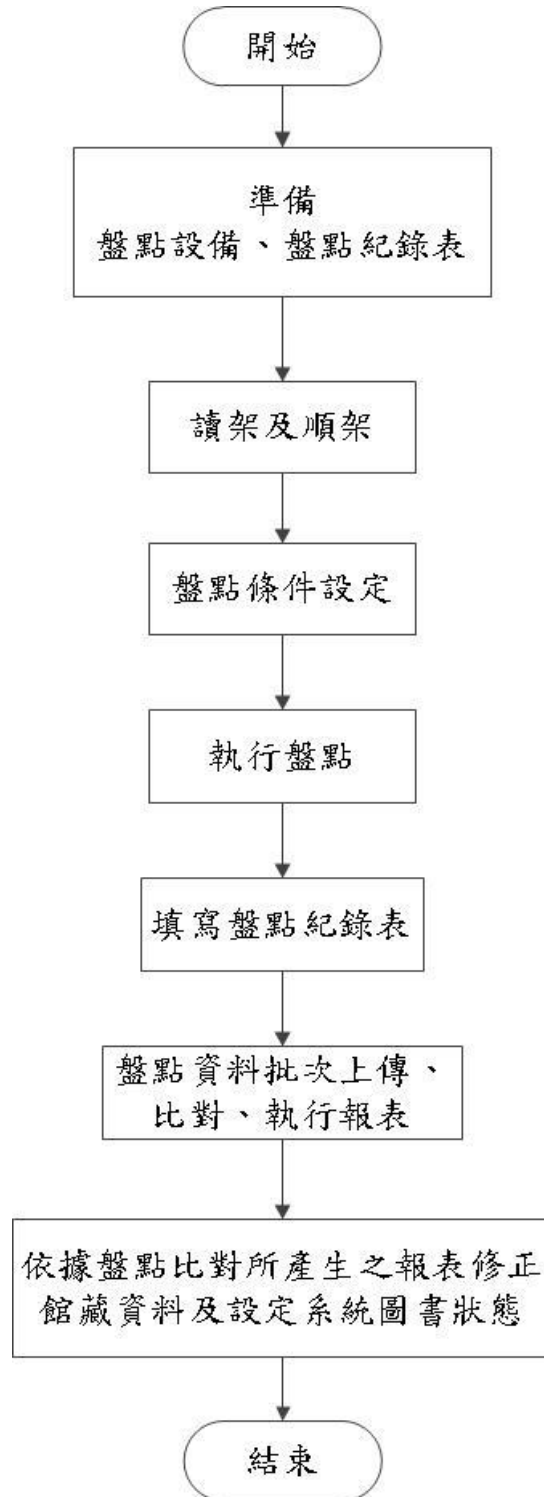 開始
準備
盤點設備、盤點紀錄表
讀架及順架
盤點條件設定
執行盤點
填寫盤點紀錄表
盤點資料批次上傳、
比對、執行報表
依據盤點比對所產生之報表修正
館藏資料及設定系統圖書狀態
結束